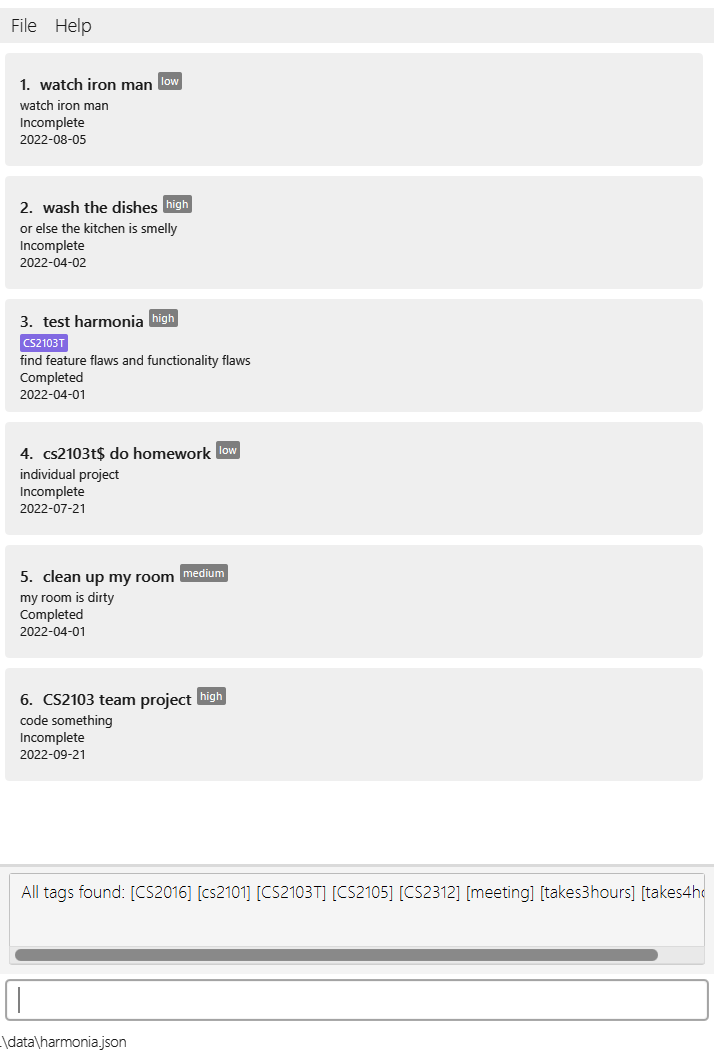 File Help
1. watch iron man low
watch iron man
Incomplete
2022-08-05
2. wash the dishes high
or else the kitchen is smelly
Incomplete
2022-04-02
3. test harmonia high
CS2103T
find feature flaws and functionality flaws
Completed
2022-04-01
4. cs2103t$ do homework low
individual project
Incomplete
2022-07-21
5. clean up my room medium
my room is dirty
Completed
2022-04-01
6. CS2103 team project high
code something
Incomplete
2022-09-21
All tags found: [CS2016] [cs2101] [CS2103T] [CS2105] [CS2312] [meeting] [takes3hours] [takes4h
.\data\harmonia.json